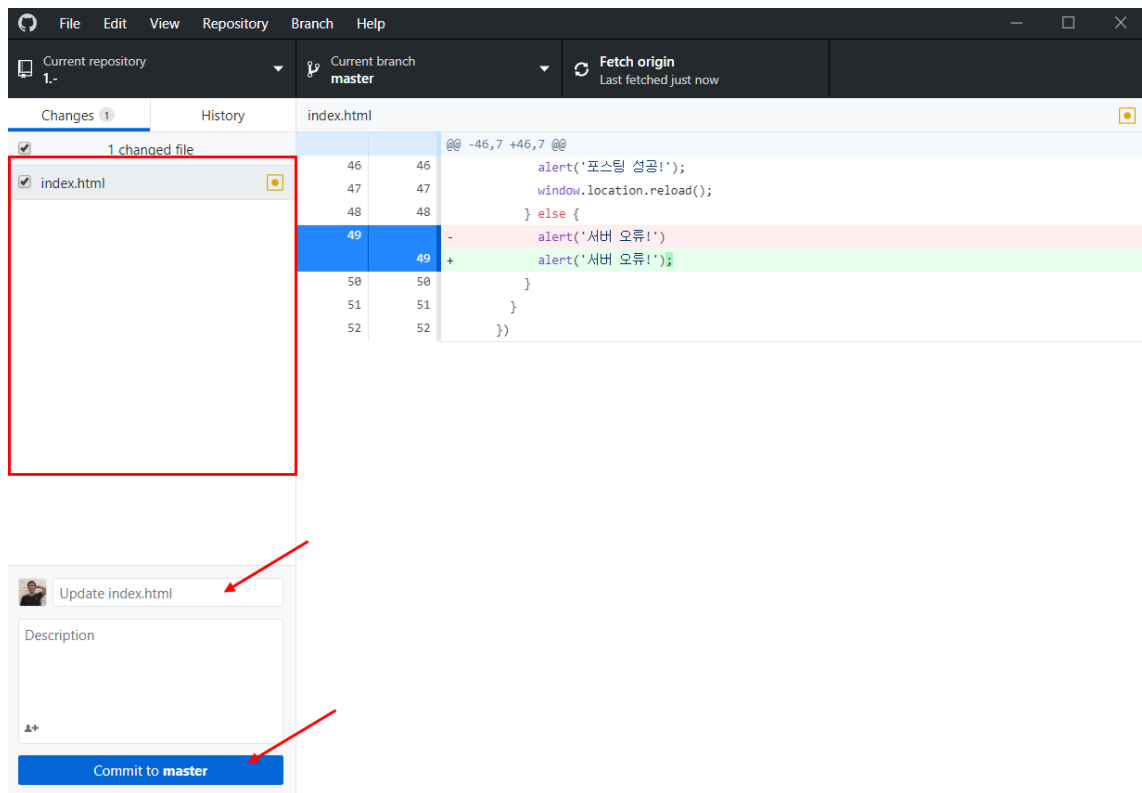 File Edit View Repository Branch Help
Current repository
1.-
Current branch
master
Fetch origin
Last fetched just now
Changes 1 History
1 changed file
index.html
index.html
@@ -46,7 +46,7 @@
46 46 alert('포스팅 성공!');
47 47 window.location.reload();
48 48 } else {
49 - alert('서버 오류!')
49 + alert('서버 오류!');
50 50 }
51 51 }
52 52 })
Update index.html
Description
Commit to master